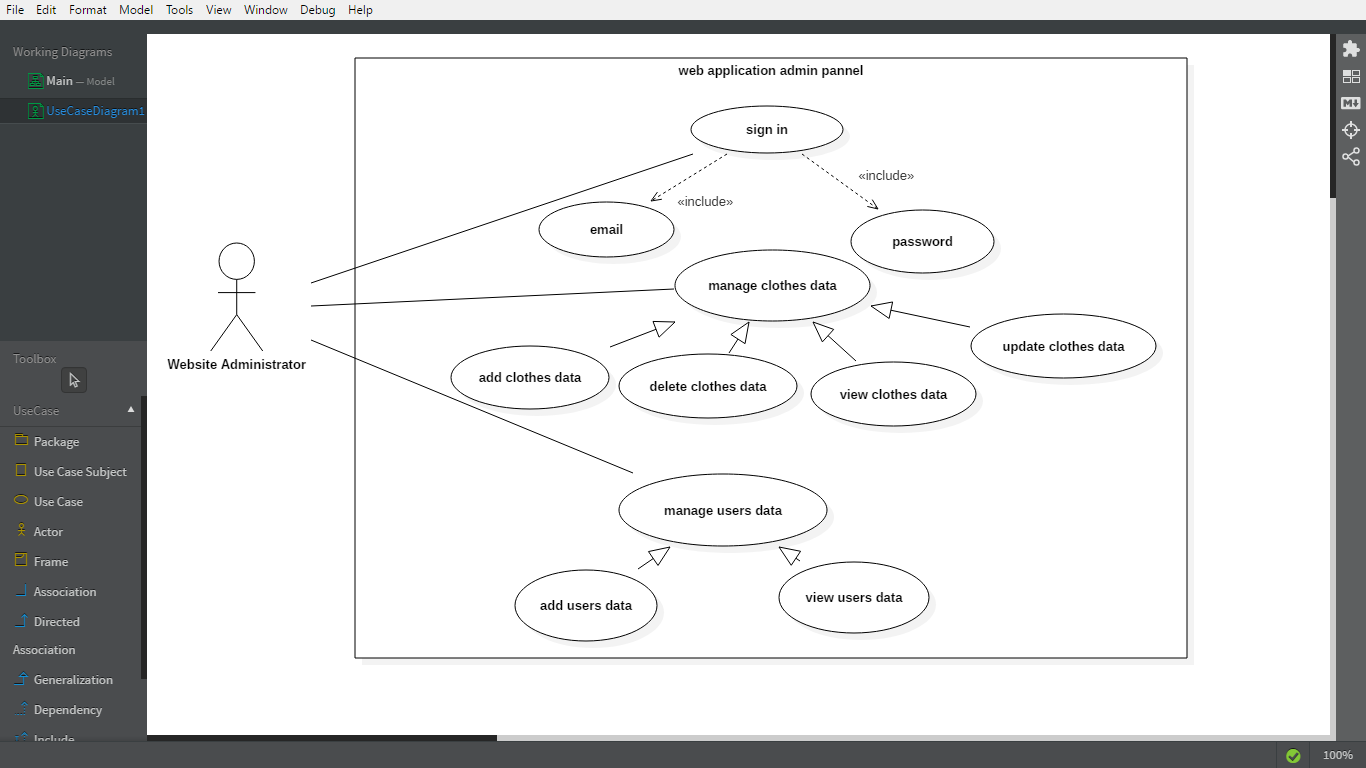 File Edit Format Model Tools View Window Debug Help
Working Diagrams
Main — Model
UseCaseDiagram1
Toolbox
UseCase
Package
Use Case Subject
Use Case
Actor
Frame
Association
Directed
Association
Generalization
Dependency
Include
web application admin pannel
sign in
«include»
«include»
email
password
manage clothes data
Website Administrator
add clothes data
delete clothes data
view clothes data
update clothes data
manage users data
add users data
view users data
M
100%